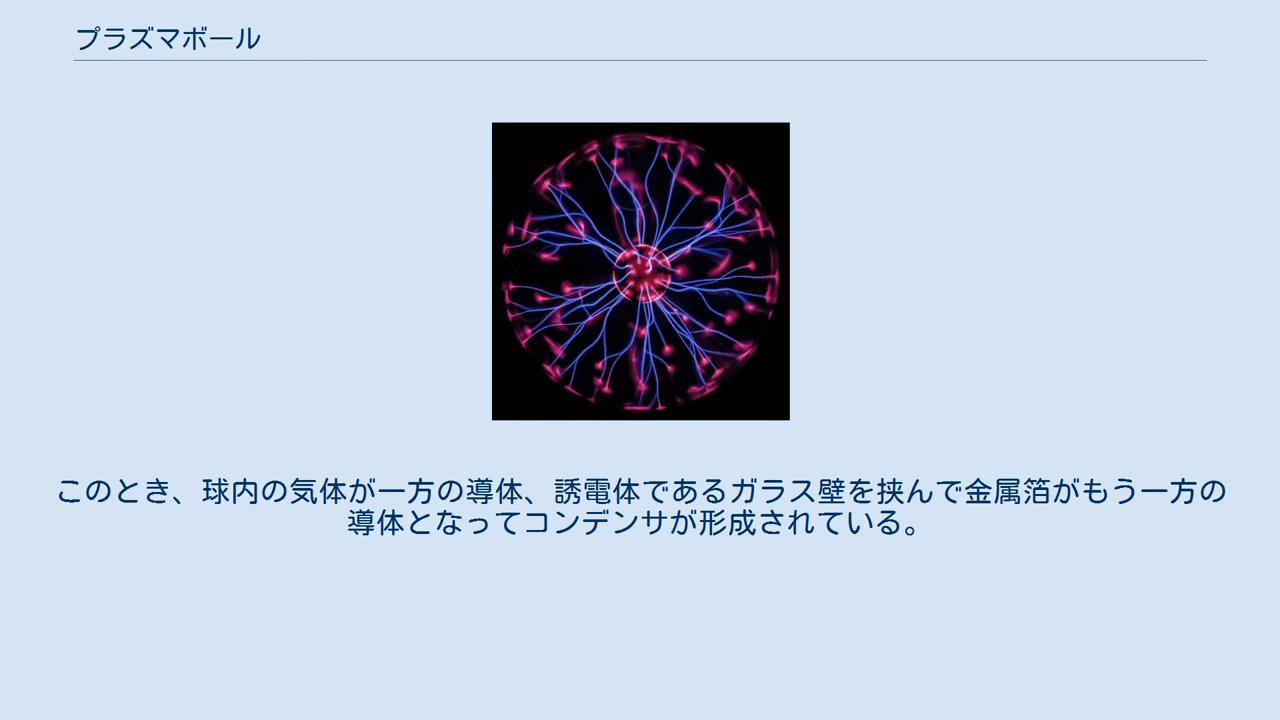 プラズマボール
このとき、球内の気体が一方の導体、誘電体であるガラス壁を挟んで金属箔がもう一方の
導体となってコンデンサが形成されている。